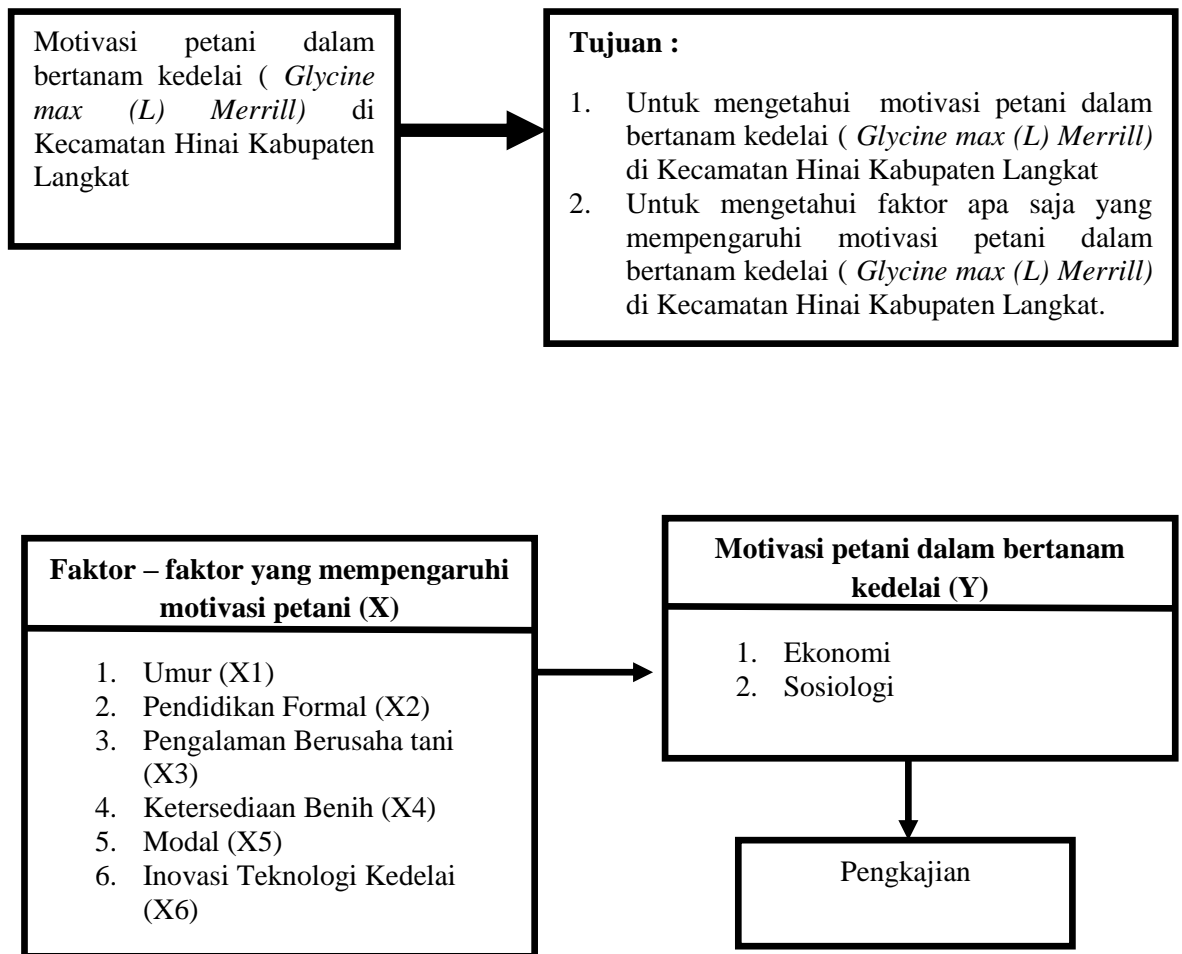 Motivasi petani dalam
bertanam kedelai ( Glycine
max (L) Merrill) di
Kecamatan Hinai Kabupaten
Langkat
Tujuan :
1. Untuk mengetahui motivasi petani dalam
bertanam kedelai ( Glycine max (L) Merrill)
di Kecamatan Hinai Kabupaten Langkat
2. Untuk mengetahui faktor apa saja yang
mempengaruhi motivasi petani dalam
bertanam kedelai ( Glycine max (L) Merrill)
di Kecamatan Hinai Kabupaten Langkat.
Faktor – faktor yang mempengaruhi
motivasi petani (X)
1. Umur (X1)
2. Pendidikan Formal (X2)
3. Pengalaman Berusaha tani
(X3)
4. Ketersediaan Benih (X4)
5. Modal (X5)
6. Inovasi Teknologi Kedelai
(X6)
Motivasi petani dalam bertanam
kedelai (Y)
1. Ekonomi
2. Sosiologi
Pengkajian